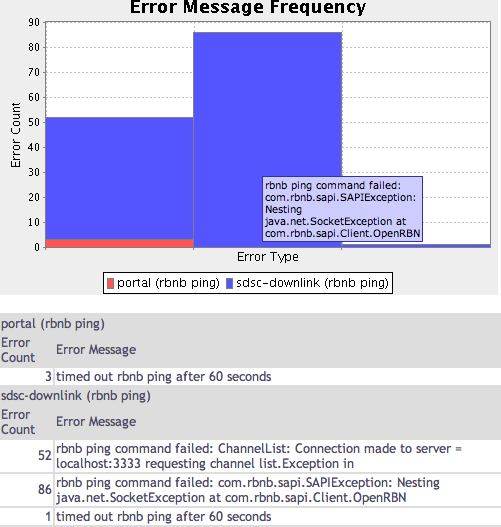 Error Message Frequency
90
80
70
60
50
40
30
20
10
0
Error Count
rbnb ping command failed:
com.rbnb.sapi.SAPIException:
Nesting
java.net.SocketException at
com.rbnb.sapi.Client.OpenRBN
Error Type
portal (rbnb ping) sdsc-downlink (rbnb ping)
portal (rbnb ping)
Error
Count
Error Message
3 timed out rbnb ping after 60 seconds
sdsc-downlink (rbnb ping)
Error
Count
Error Message
52 rbnb ping command failed: ChannelList: Connection made to server =
localhost:3333 requesting channel list.Exception in
86 rbnb ping command failed: com.rbnb.sapi.SAPIException: Nesting
java.net.SocketException at com.rbnb.sapi.Client.OpenRBN
1 timed out rbnb ping after 60 seconds